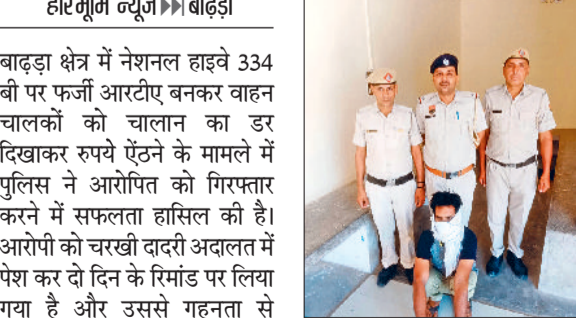 हरिभूमि न्यूज ▶▶ बाढ़ड़ा
बाढ़ड़ा क्षेत्र में नेशनल हाइवे 334
बी पर फर्जी आरटीए बनकर वाहन
चालकों को चालान का डर
दिखाकर रुपये ऐंठने के मामले में
पुलिस ने आरोपित को गिरफ्तार
करने में सफलता हासिल की है।
आरोपी को चरखी दादरी अदालत में
पेश कर दो दिन के रिमांड पर लिया
गया है और उससे गहनता से